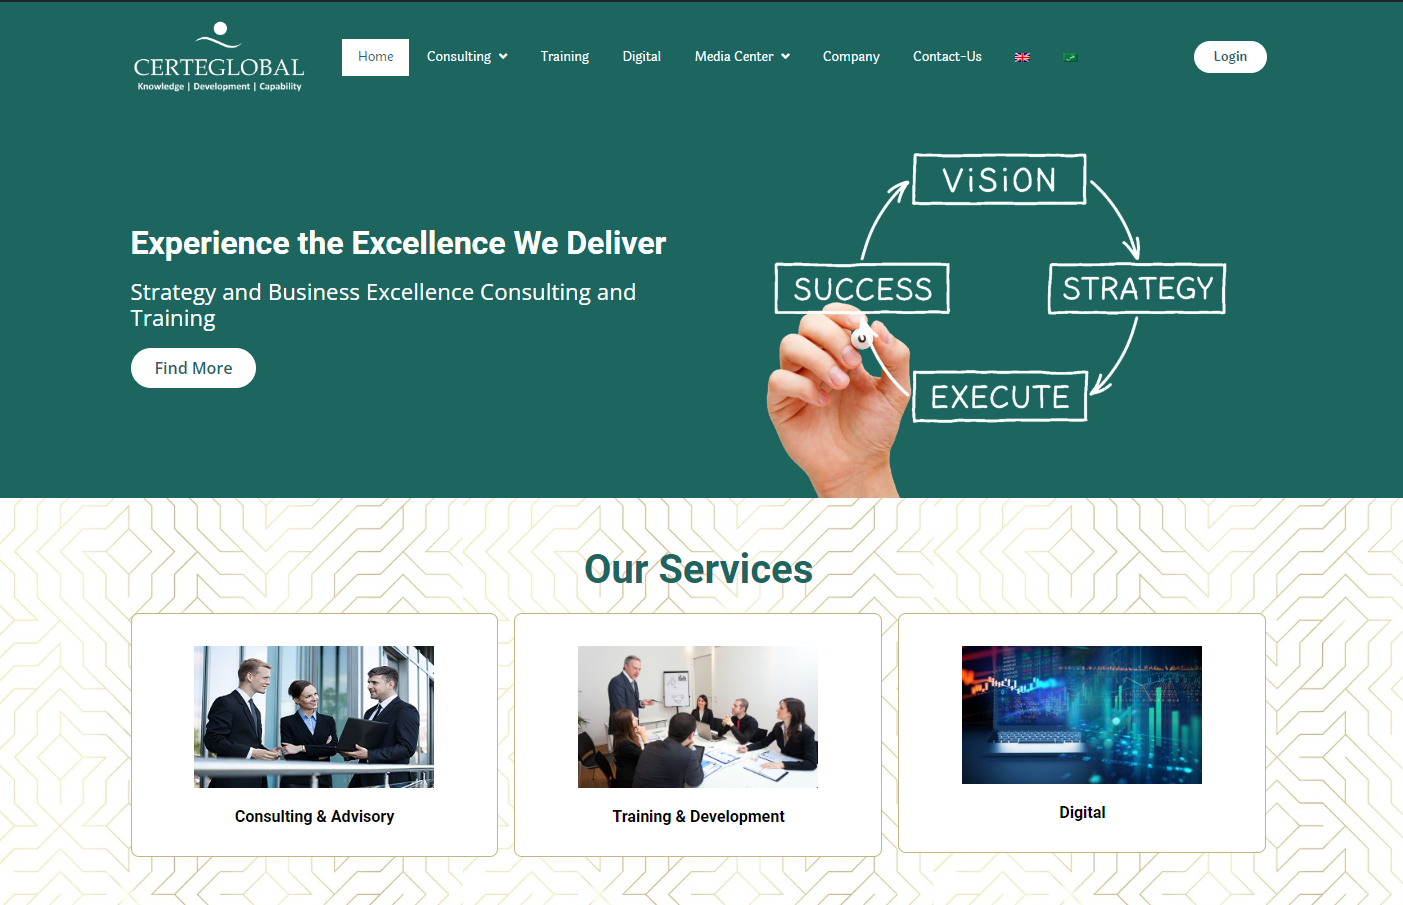 CERTEGLOBAL
Knowledge | Development | Capability
Home
Consulting
Training
Digital
Media Center
Company
Contact-Us
Login
Experience the Excellence We Deliver
Strategy and Business Excellence Consulting and
Training
Find More
ViSiON
SUCCESS
STRATEGY
EXECUTE
Our Services
Consulting & Advisory
Training & Development
Digital